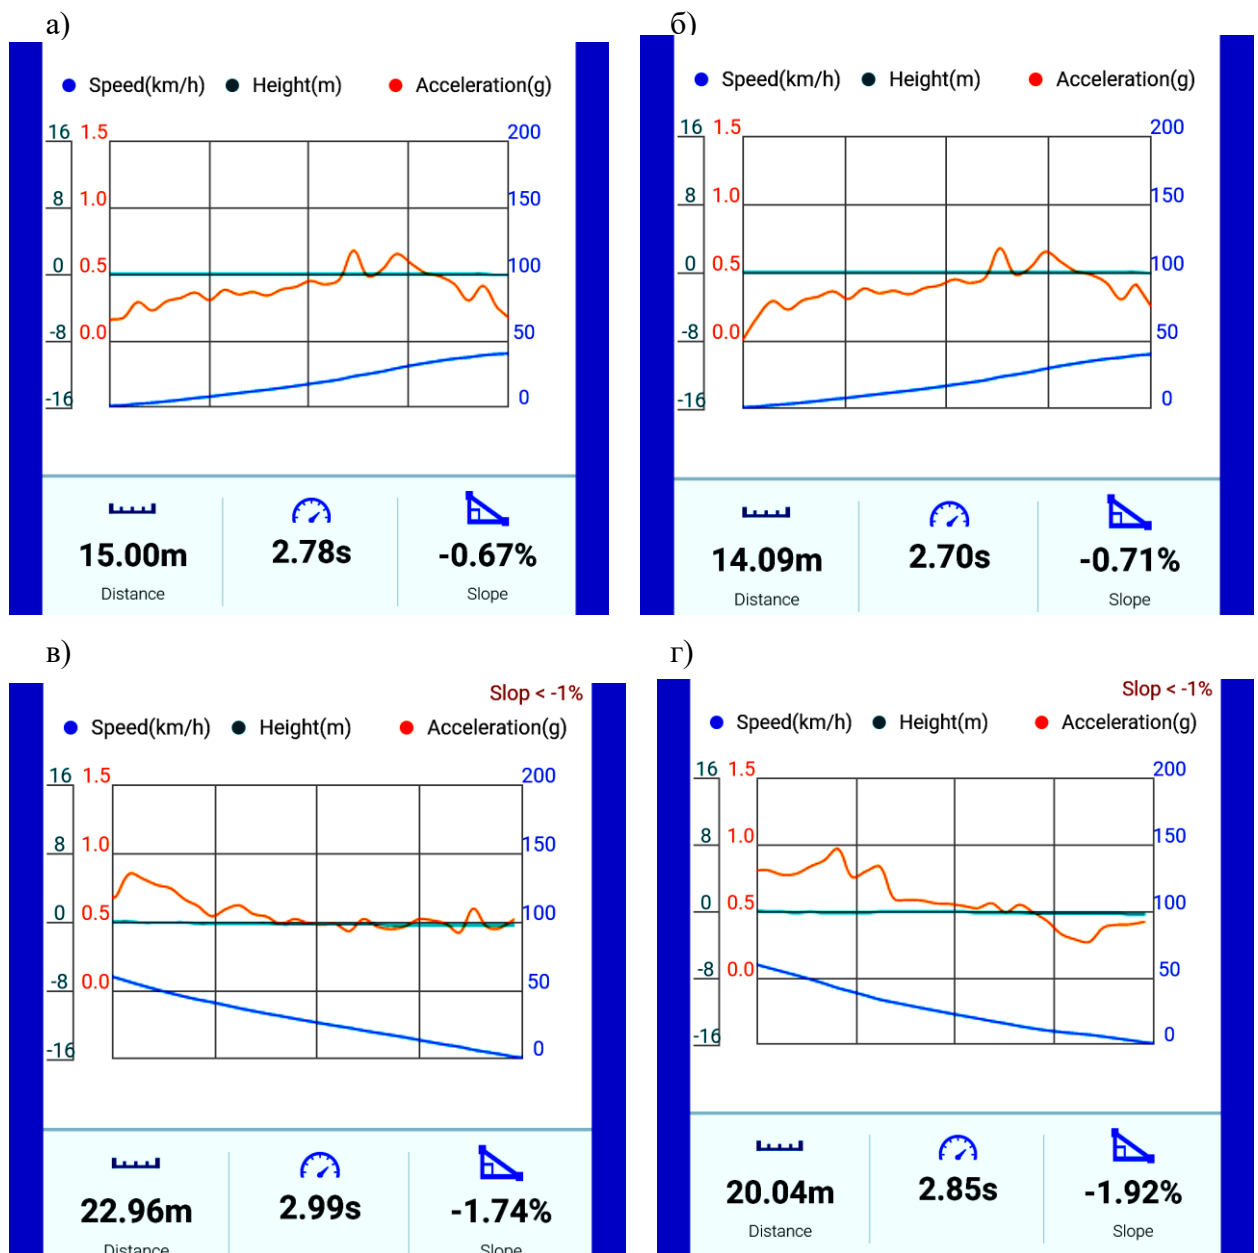 а)
Speed(km/h) Height(m) Acceleration(g)
16 1.5 200
8 1.0 150
0 0.5 100
-8 0.0 50
-16 0
15.00m 2.78s -0.67%
Distance Slope
б)
Speed(km/h) Height(m) Acceleration(g)
16 1.5 200
8 1.0 150
0 0.5 100
-8 0.0 50
-16 0
14.09m 2.70s -0.71%
Distance Slope
в)
Slop < -1%
Speed(km/h) Height(m) Acceleration(g)
16 1.5 200
8 1.0 150
0 0.5 100
-8 0.0 50
-16 0
22.96m 2.99s -1.74%
Distance Slope
г)
Slop < -1%
Speed(km/h) Height(m) Acceleration(g)
16 1.5 200
8 1.0 150
0 0.5 100
-8 0.0 50
-16 0
20.04m 2.85s -1.92%
Distance Slope